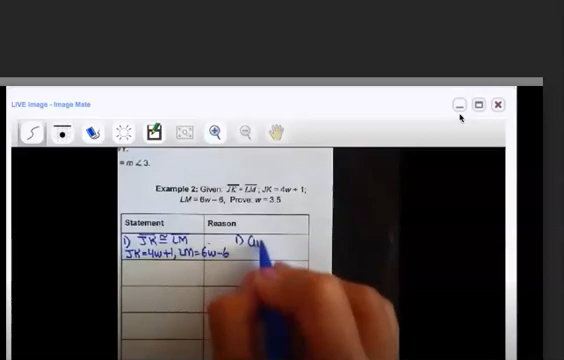 LIVE Image - Image Mate
= m ∠ 3.
Example 2: Given: JK ≅ LM ; JK = 4w + 1;
LM = 6w – 6, Prove: w = 3.5
Statement Reason
1) JK ≅ LM 1)
JK=4w+1, LM=6w-6